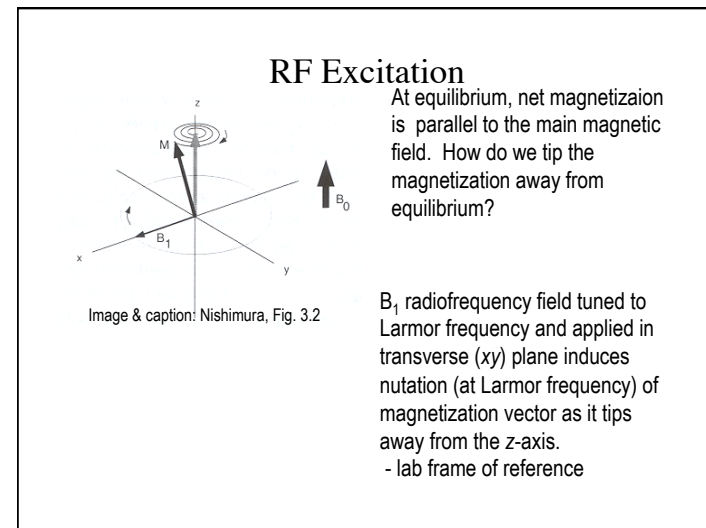 RF Excitation
z
M
B0
B1
x
y
Image & caption: Nishimura, Fig. 3.2
At equilibrium, net magnetizaion
is parallel to the main magnetic
field. How do we tip the
magnetization away from
equilibrium?
B1 radiofrequency field tuned to
Larmor frequency and applied in
transverse (xy) plane induces
nutation (at Larmor frequency) of
magnetization vector as it tips
away from the z-axis.
- lab frame of reference